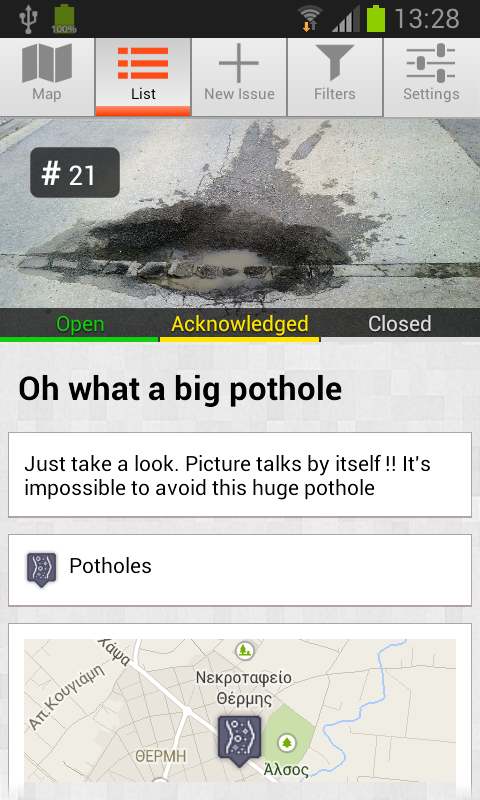 100%
13:28
Map
List
New Issue
Filters
Settings
# 21
Open
Acknowledged
Closed
Oh what a big pothole
Just take a look. Picture talks by itself !! It's
impossible to avoid this huge pothole
Potholes
Χάψα
Απ.Κουγιάμη
Νεκροταφείο
Θέρμης
ΘΕΡΜΗ
Άλσος